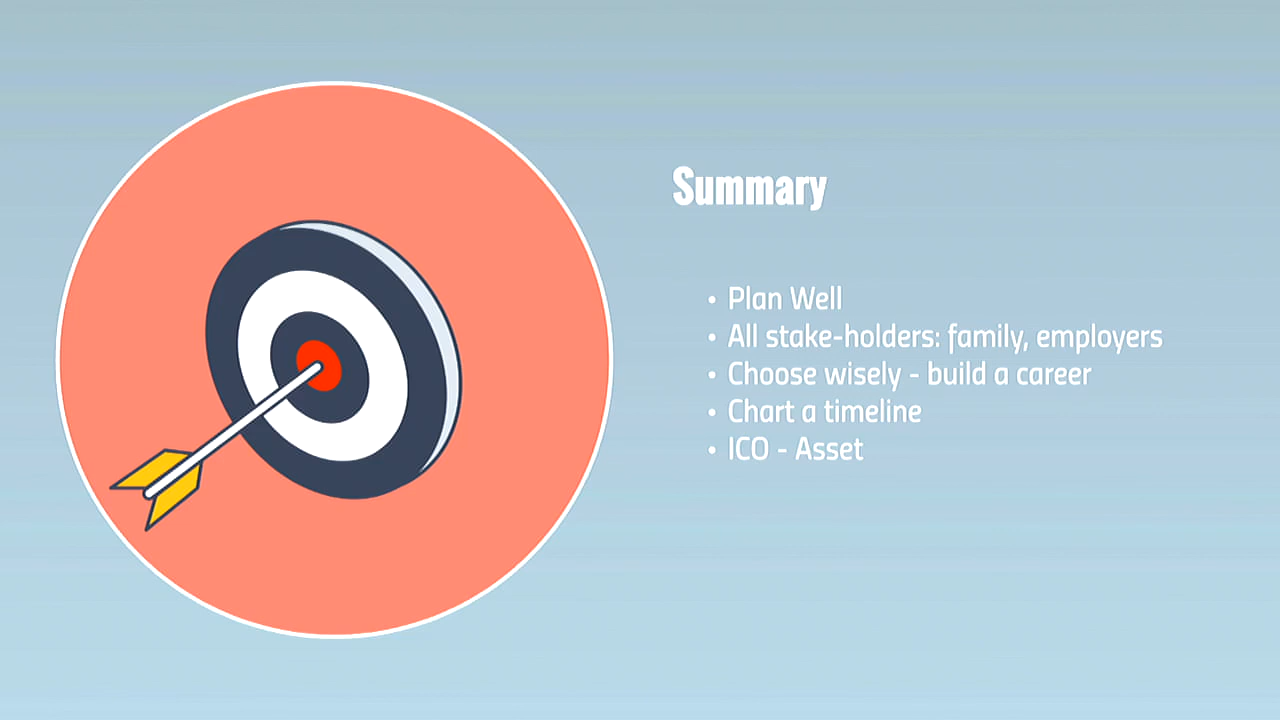 Summary
• Plan Well
• All stake-holders: family, employers
• Choose wisely - build a career
• Chart a timeline
• ICO - Asset